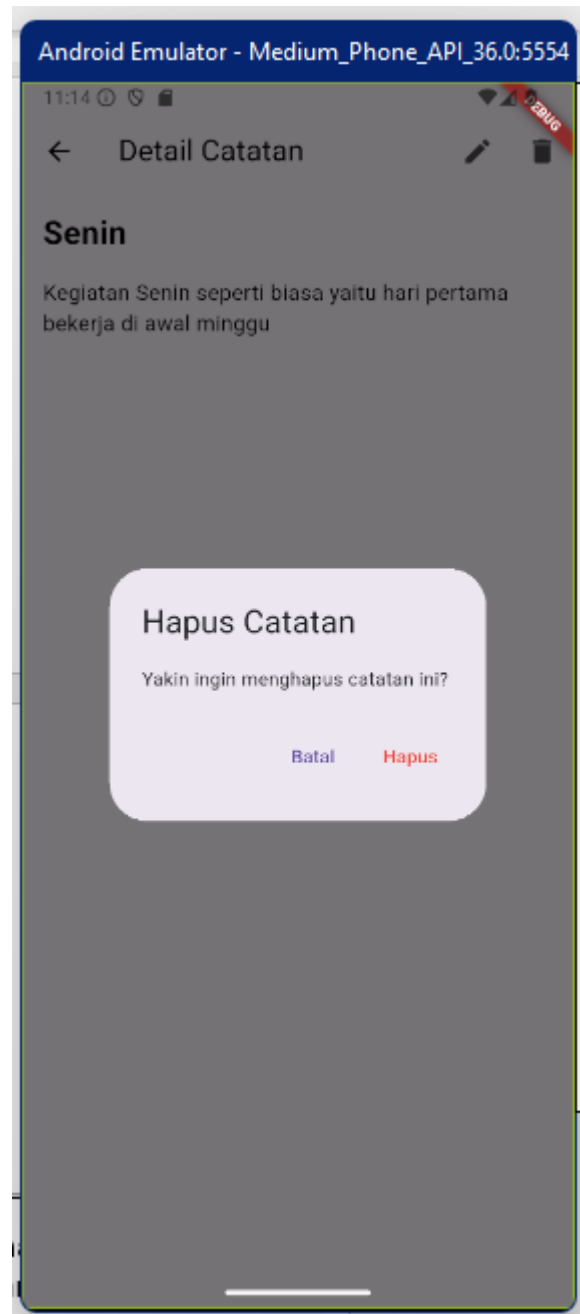 Android Emulator - Medium_Phone_API_36.0:5554
11:14
DEBUG
Detail Catatan
Senin
Kegiatan Senin seperti biasa yaitu hari pertama
bekerja di awal minggu
Hapus Catatan
Yakin ingin menghapus catatan ini?
Batal Hapus